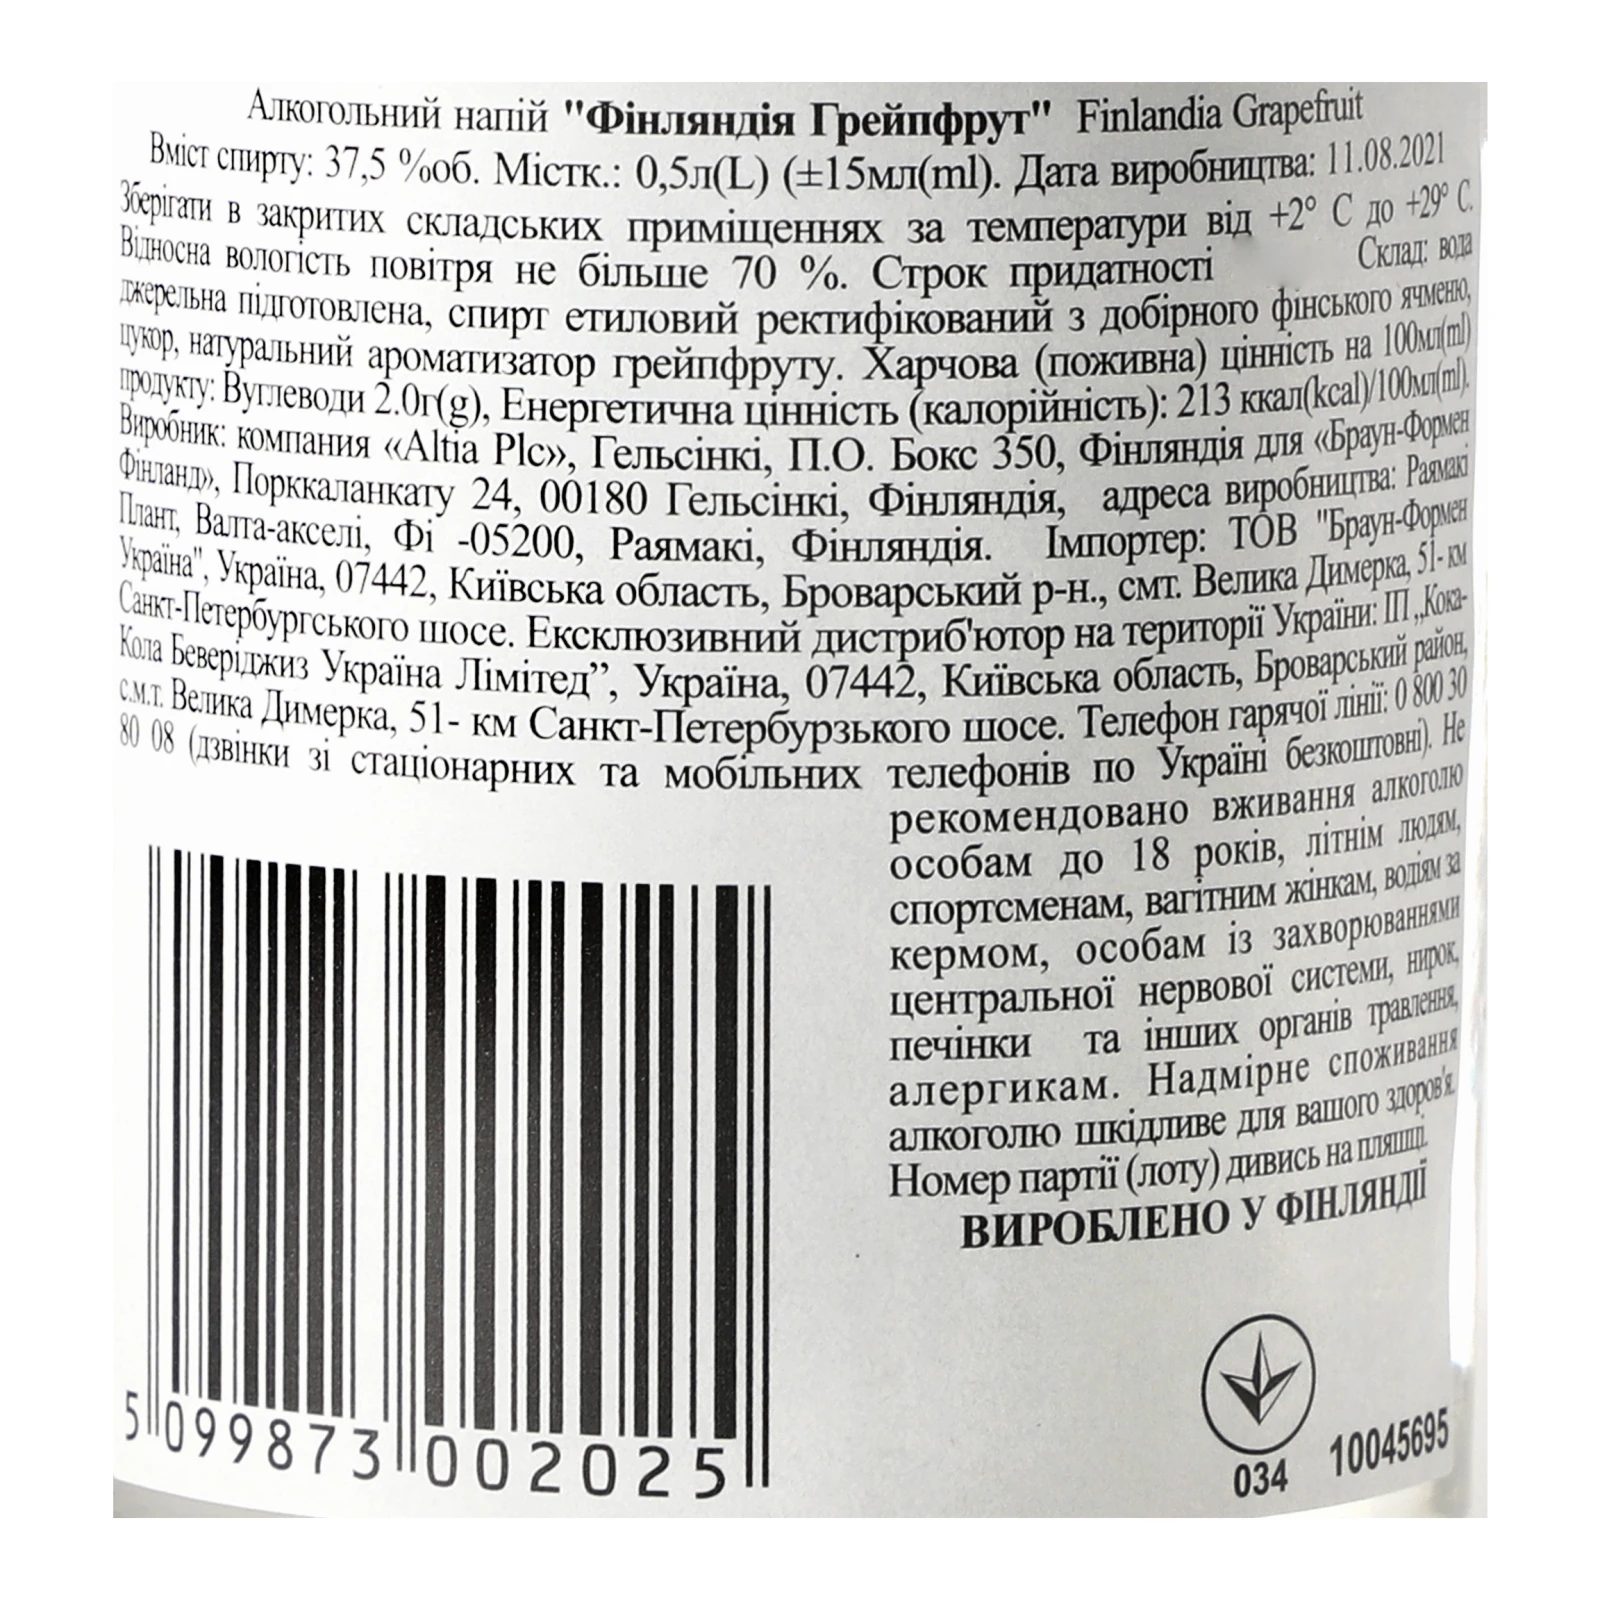 Алкогольний напій "Фінляндія Грейпфрут" Finlandia Grapefruit
Вміст спирту: 37,5 %об. Містк.: 0,5л(L) (±15мл(ml). Дата виробництва: 11.08.2021
Зберігати в закритих складських приміщеннях за температури від +2° С до +29° С.
Відносна вологість повітря не більше 70 %. Строк придатності Склад: вода
джерельна підготовлена, спирт етиловий ректифікований з добірного фінського ячменю,
цукор, натуральний ароматизатор грейпфруту. Харчова (поживна) цінність на 100мл(ml)
продукту: Вуглеводи 2.0г(g), Енергетична цінність (калорійність): 213 ккал(kcal)/100мл(ml).
Виробник: компания «Altia Plc», Гельсінкі, П.О. Бокс 350, Фінляндія для «Браун-Формен
Фінланд», Порккаланкату 24, 00180 Гельсінкі, Фінляндія, адреса виробництва: Раямакі
Плант, Валта-акселі, Фі -05200, Раямакі, Фінляндія. Імпортер: ТОВ "Браун-Формен
Україна", Україна, 07442, Київська область, Броварський р-н., смт. Велика Димерка, 51- км
Санкт-Петербургського шосе. Ексклюзивний дистриб'ютор на території України: ІП „Кока-
Кола Беверіджиз Україна Лімітед”, Україна, 07442, Київська область, Броварський район,
с.м.т. Велика Димерка, 51- км Санкт-Петербурзького шосе. Телефон гарячої лінії: 0 800 30
80 08 (дзвінки зі стаціонарних та мобільних телефонів по Україні безкоштовні). Не
рекомендовано вживання алкоголю
особам до 18 років, літнім людям,
спортсменам, вагітним жінкам, водіям за
кермом, особам із захворюваннями
центральної нервової системи, нирок,
печінки та інших органів травлення,
алергикам. Надмірне споживання
алкоголю шкідливе для вашого здоров'я.
Номер партії (лоту) дивись на пляшці.
ВИРОБЛЕНО У ФІНЛЯНДІЇ
5 099873 002025
034 10045695